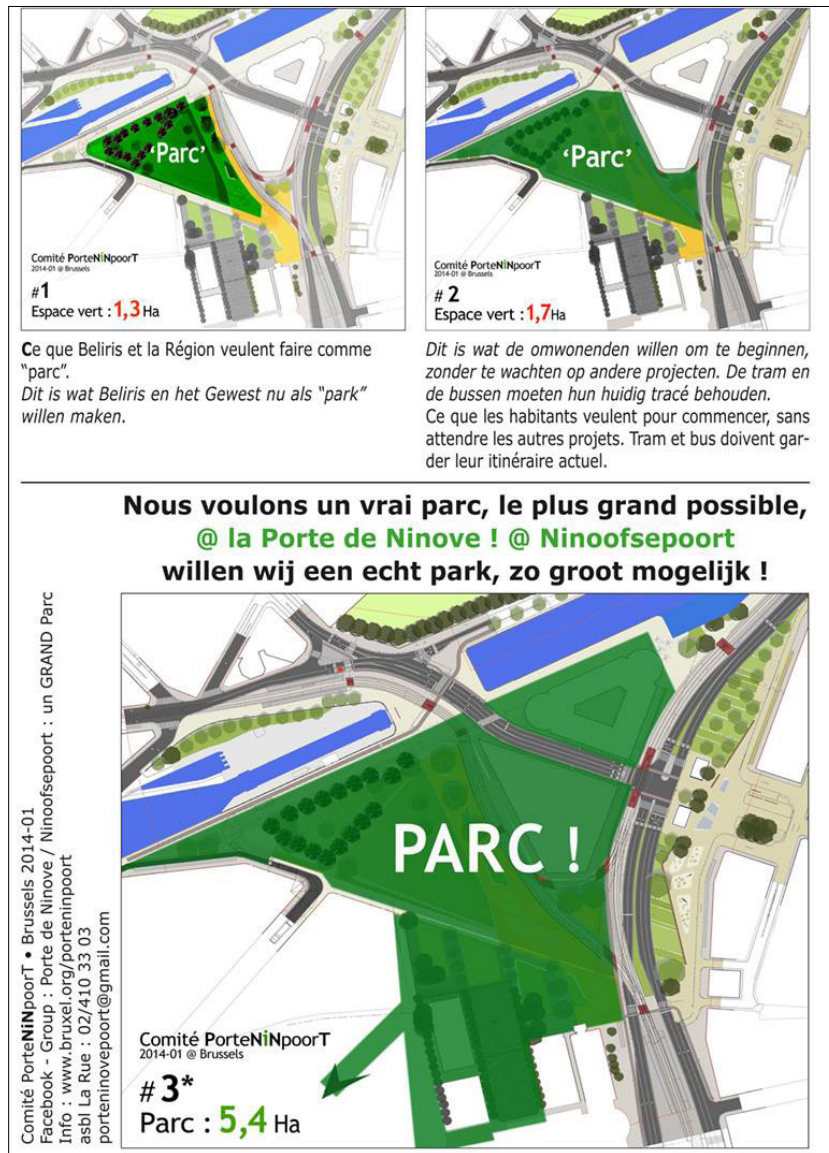 'Parc'
Comité PorteNiNpoorT
2014-01 @ Brussels
#1
Espace vert : 1,3 Ha
Ce que Beliris et la Région veulent faire comme
"parc".
Dit is wat Beliris en het Gewest nu als "park"
willen maken.
'Parc'
Comité PorteNiNpoorT
2014-01 @ Brussels
# 2
Espace vert :1,7 Ha
Dit is wat de omwonenden willen om te beginnen,
zonder te wachten op andere projecten. De tram en
de bussen moeten hun huidig tracé behouden.
Ce que les habitants veulent pour commencer, sans
attendre les autres projets. Tram et bus doivent gar-
der leur itinéraire actuel.
Nous voulons un vrai parc, le plus grand possible,
@ la Porte de Ninove ! @ Ninoofsepoort
willen wij een echt park, zo groot mogelijk !
PARC !
Comité PorteNiNpoorT
2014-01 @ Brussels
# 3*
Parc : 5,4 Ha
Comité PorteNiNpoorT • Brussels 2014-01
Facebook - Group : Porte de Ninove / Ninoofsepoort : un GRAND Parc
Info : www.bruxel.org/porteninpoort
asbl La Rue : 02/410 33 03
porteninovepoort@gmail.com